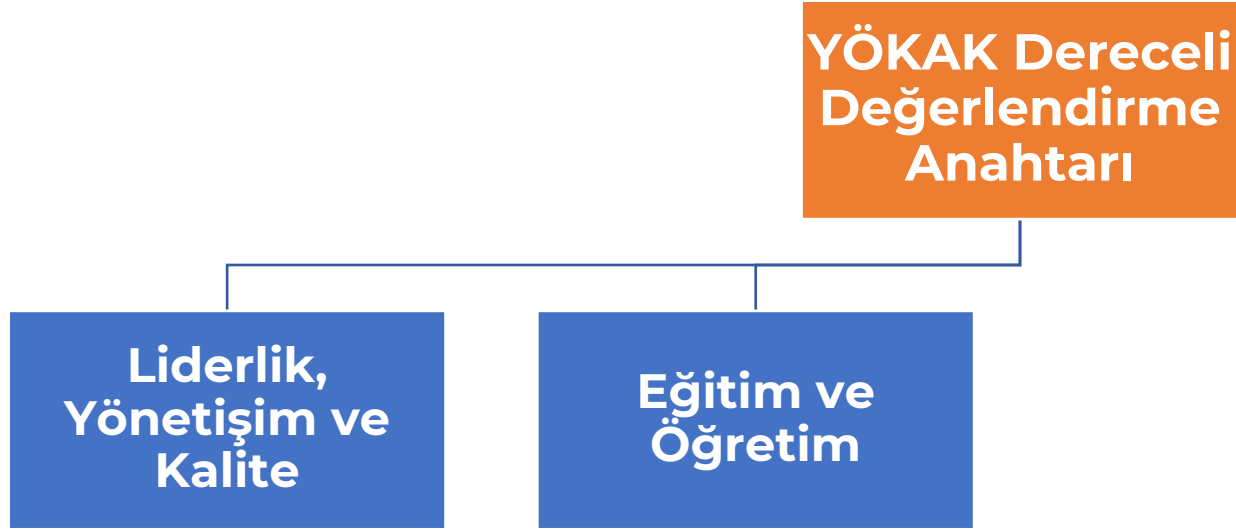 YÖKAK Dereceli
Değerlendirme
Anahtarı
Liderlik,
Yönetişim ve
Kalite
Eğitim ve
Öğretim